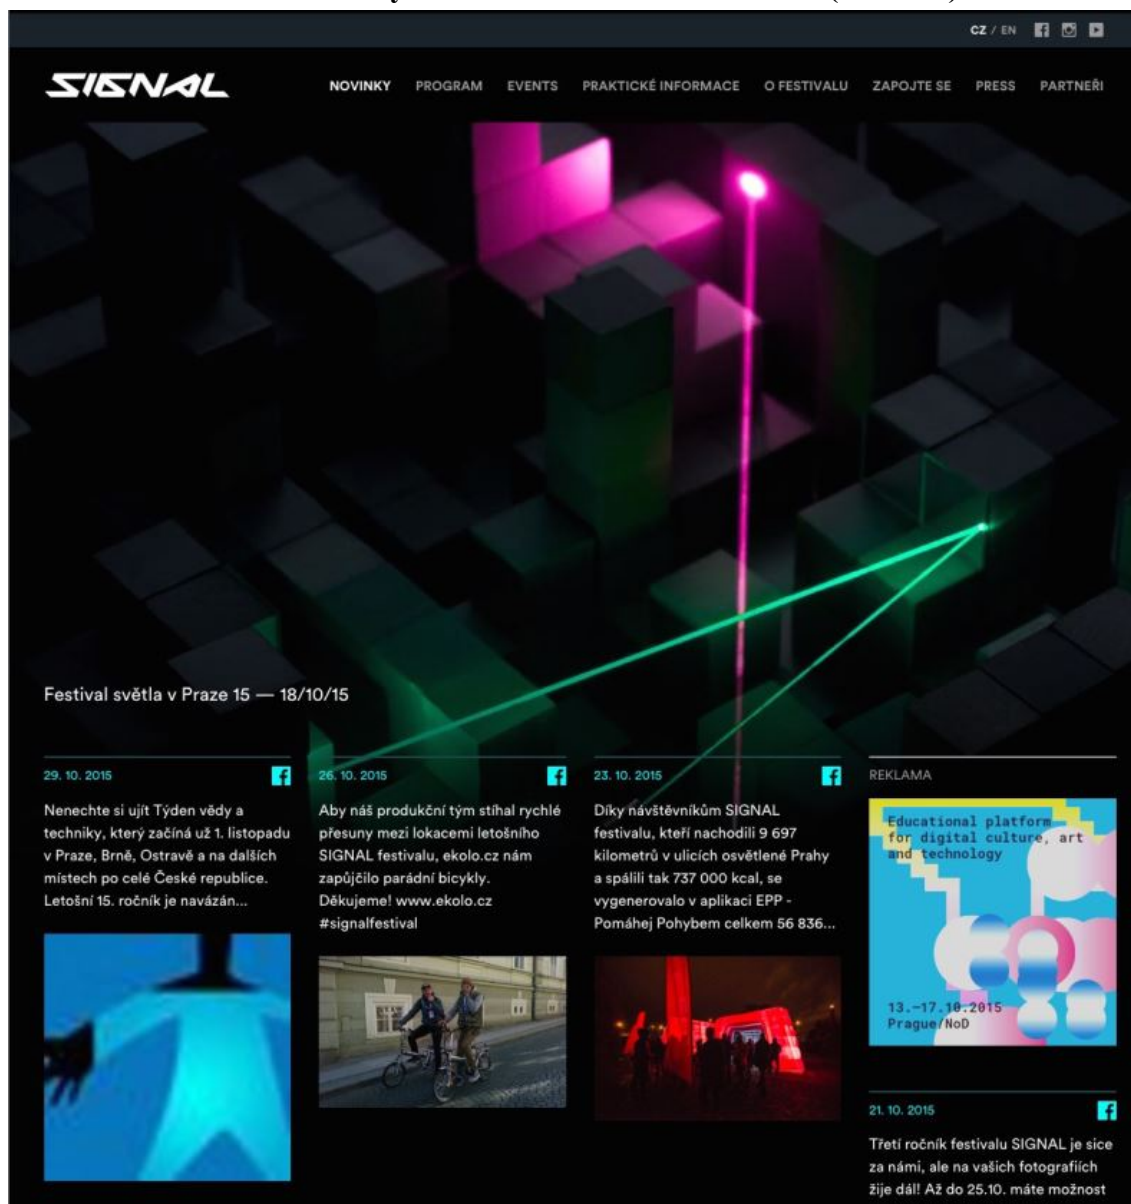 CZ / EN
SIGNAL
NOVINKY PROGRAM EVENTS PRAKTICKÉ INFORMACE O FESTIVALU ZAPOJTE SE PRESS PARTNEŘI
Festival světla v Praze 15 — 18/10/15
29. 10. 2015
Nenechte si ujít Týden vědy a
techniky, který začíná už 1. listopadu
v Praze, Brně, Ostravě a na dalších
místech po celé České republice.
Letošní 15. ročník je navázán...
26. 10. 2015
Aby náš produkční tým stíhal rychlé
přesuny mezi lokacemi letošního
SIGNAL festivalu, ekolo.cz nám
zapůjčilo parádní bicykly.
Děkujeme! www.ekolo.cz
#signalfestival
23. 10. 2015
Díky návštěvníkům SIGNAL
festivalu, kteří nachodili 9 697
kilometrů v ulicích osvětlené Prahy
a spálili tak 737 000 kcal, se
vygenerovalo v aplikaci EPP -
Pomáhej Pohybem celkem 56 836...
REKLAMA
Educational platform
for digital culture, art
and technology
13.–17.10.2015
Prague/NoD
21. 10. 2015
Třetí ročník festivalu SIGNAL je sice
za námi, ale na vašich fotografiích
žije dál! Až do 25.10. máte možnost